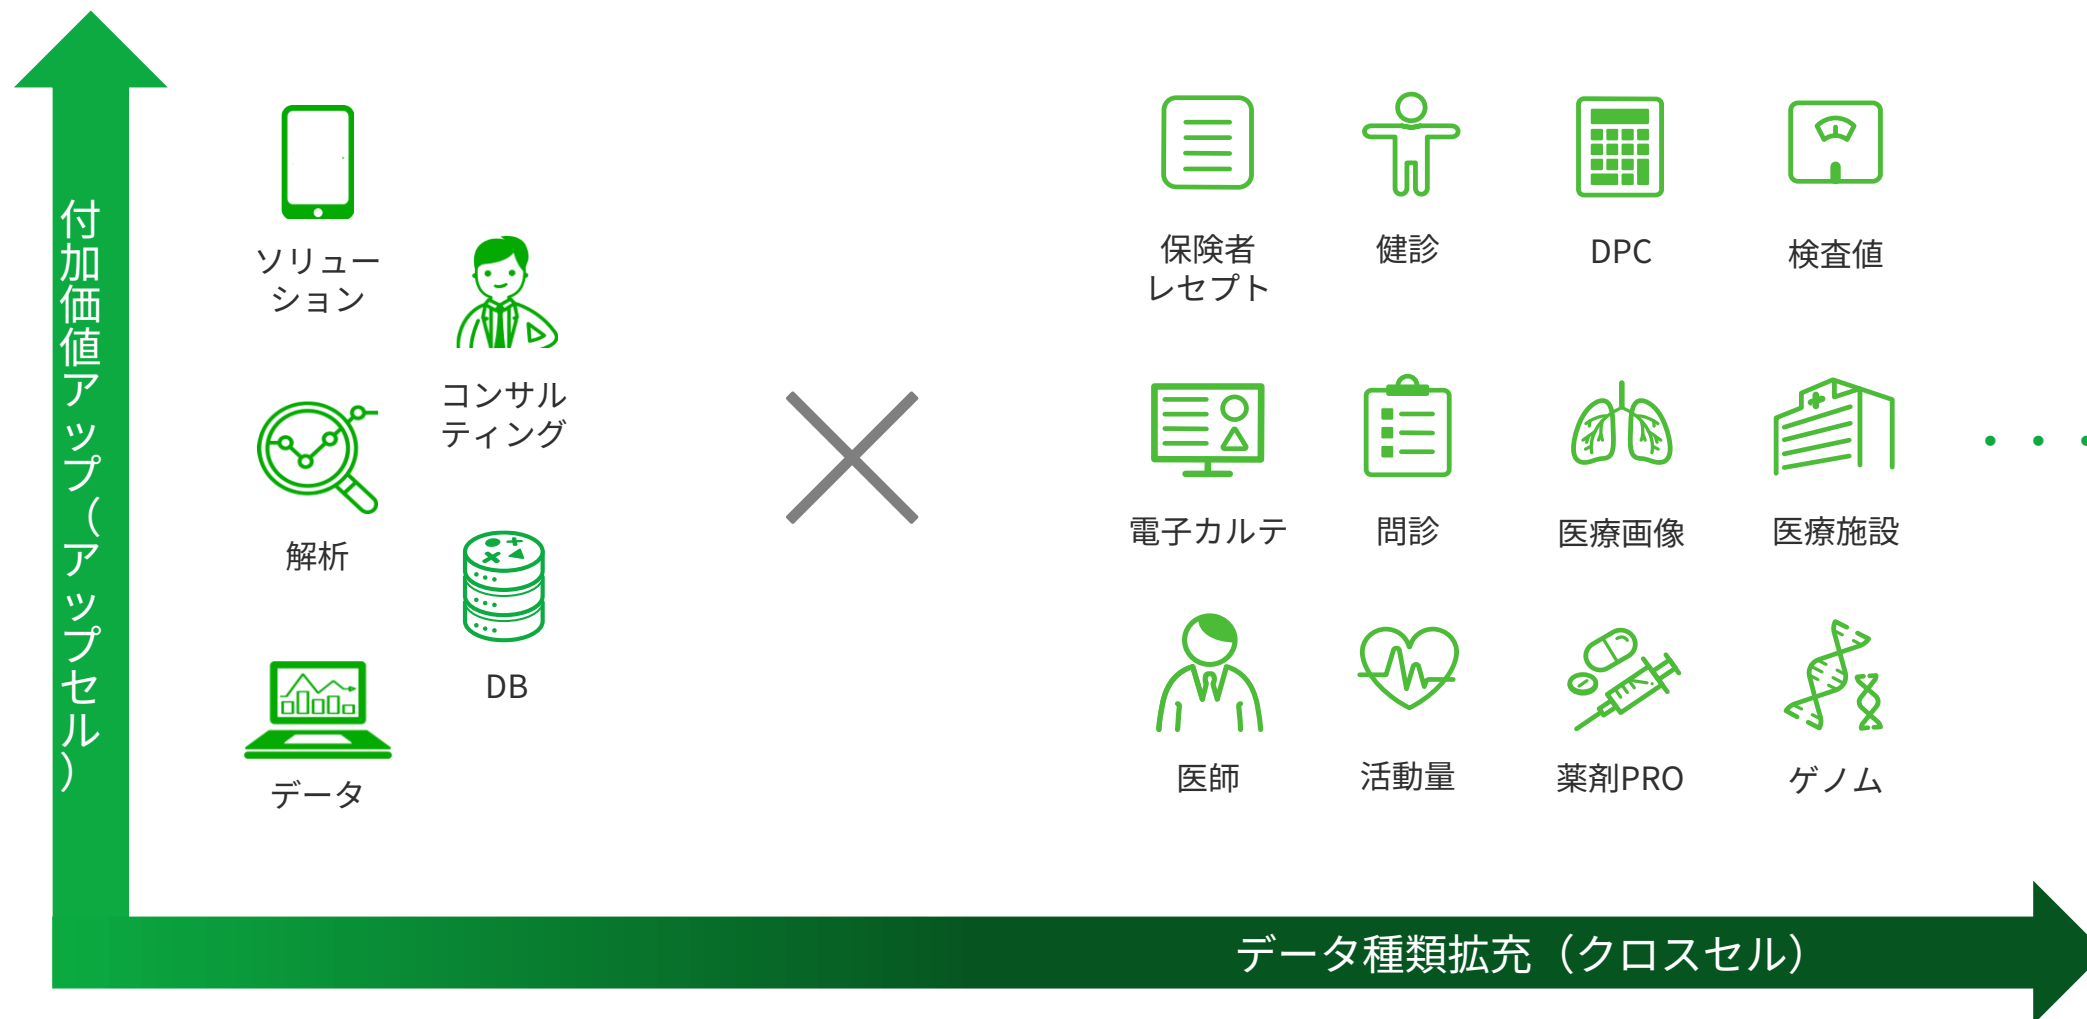 付加価値アップ（アップセル）
ソリュー
ション
コンサル
ティング
解析
DB
データ
保険者
レセプト
健診
DPC
検査値
電子カルテ
問診
医療画像
医療施設
・・・
医師
活動量
薬剤PRO
ゲノム
データ種類拡充（クロスセル）